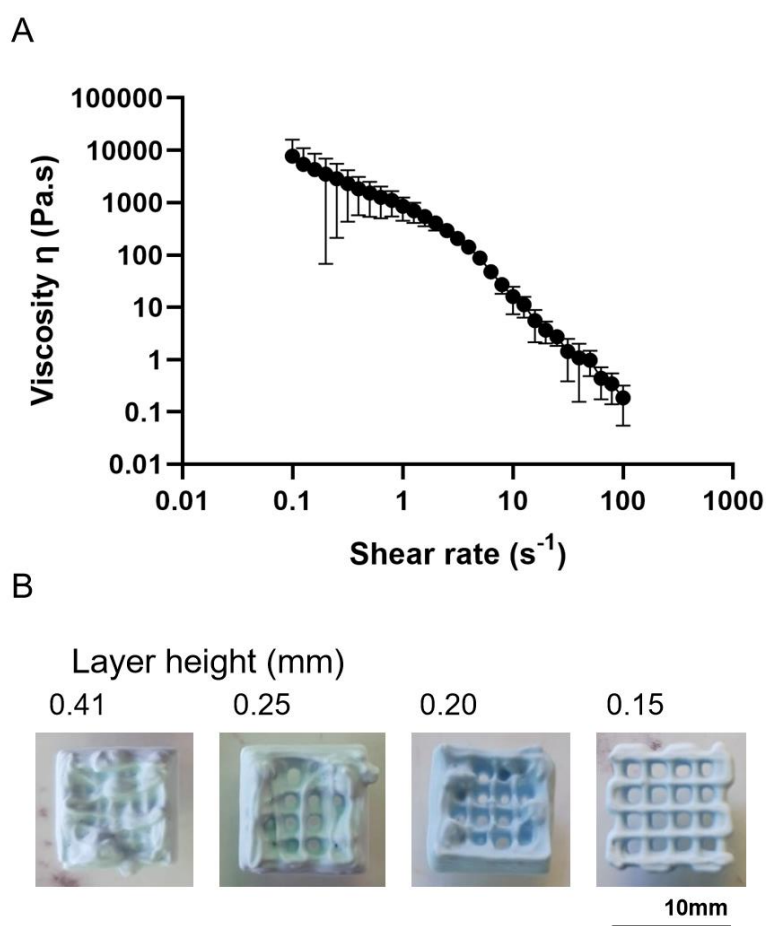 A
100000
10000
1000
100
10
1
0.1
0.01
Viscosity η (Pa.s)
0.01 0.1 1 10 100 1000
Shear rate (s⁻¹)
B
Layer height (mm)
0.41 0.25 0.20 0.15
10mm